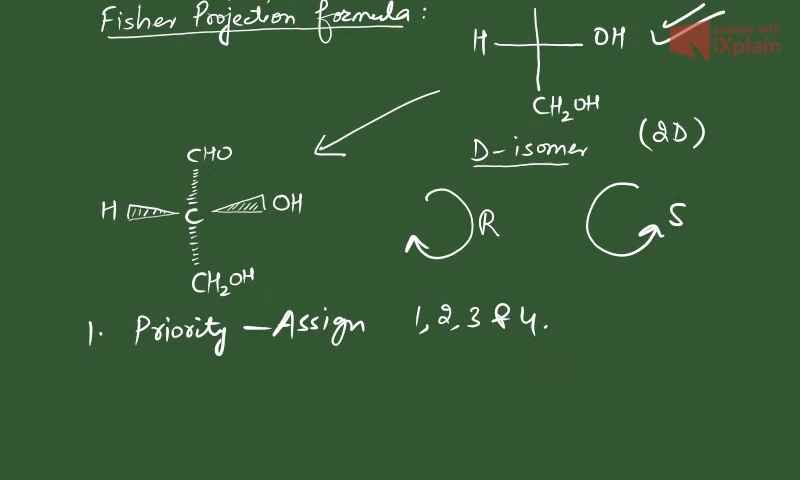 Fisher Projection formula:
H OH
CH2OH
created with
iXplain
D-isomer (2D)
CHO
H C OH
CH2OH
R S
1. Priority - Assign 1, 2, 3 & 4.